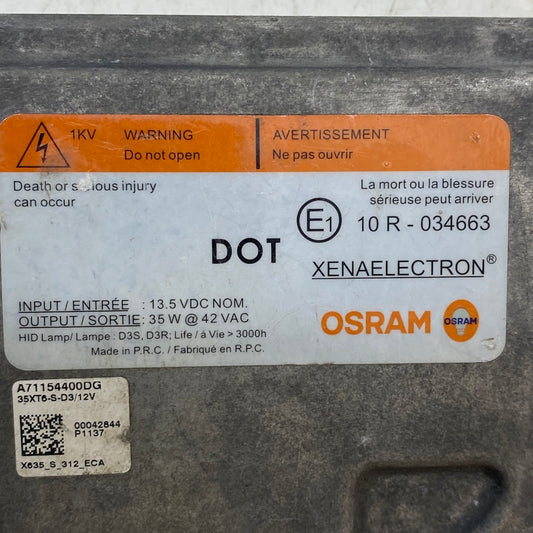 1KV WARNING
Do not open
AVERTISSEMENT
Ne pas ouvrir
Death or serious injury
can occur
La mort ou la blessure
sérieuse peut arriver
E1 10 R - 034663
DOT
XENAELECTRON®
INPUT / ENTRÉE : 13.5 VDC NOM.
OUTPUT / SORTIE: 35 W @ 42 VAC
HID Lamp/ Lampe : D3S, D3R; Life / à Vie > 3000h
Made in P.R.C. / Fabriqué en R.P.C.
OSRAM OSRAM
A71154400DG
35XT6-S-D3/12V
00042844
P1137
X635_S_312_ECA